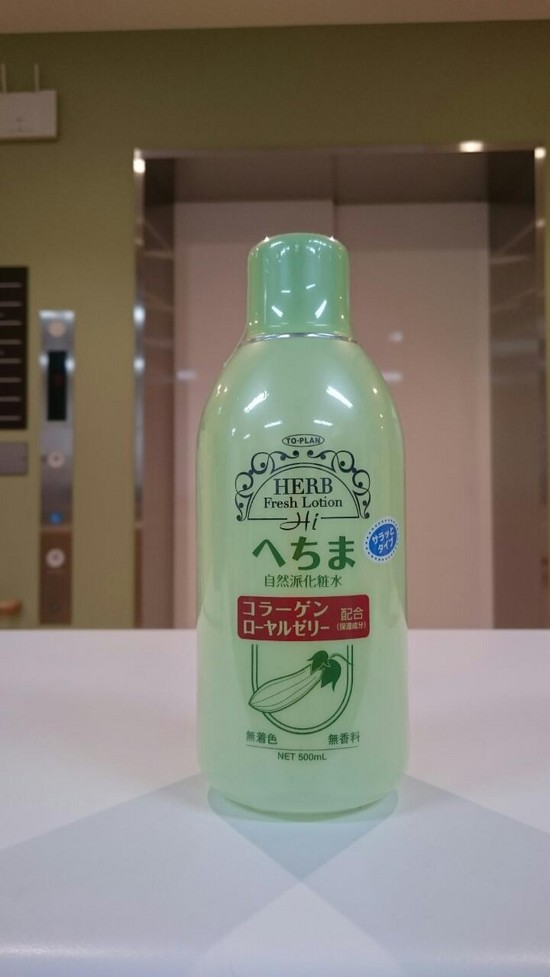 TO-PLAN
HERB
Fresh Lotion
Hi
へちま
サラッと
タイプ
自然派化粧水
コラーゲン
ローヤルゼリー
配合
(保湿成分)
無着色 無香料
NET 500mL